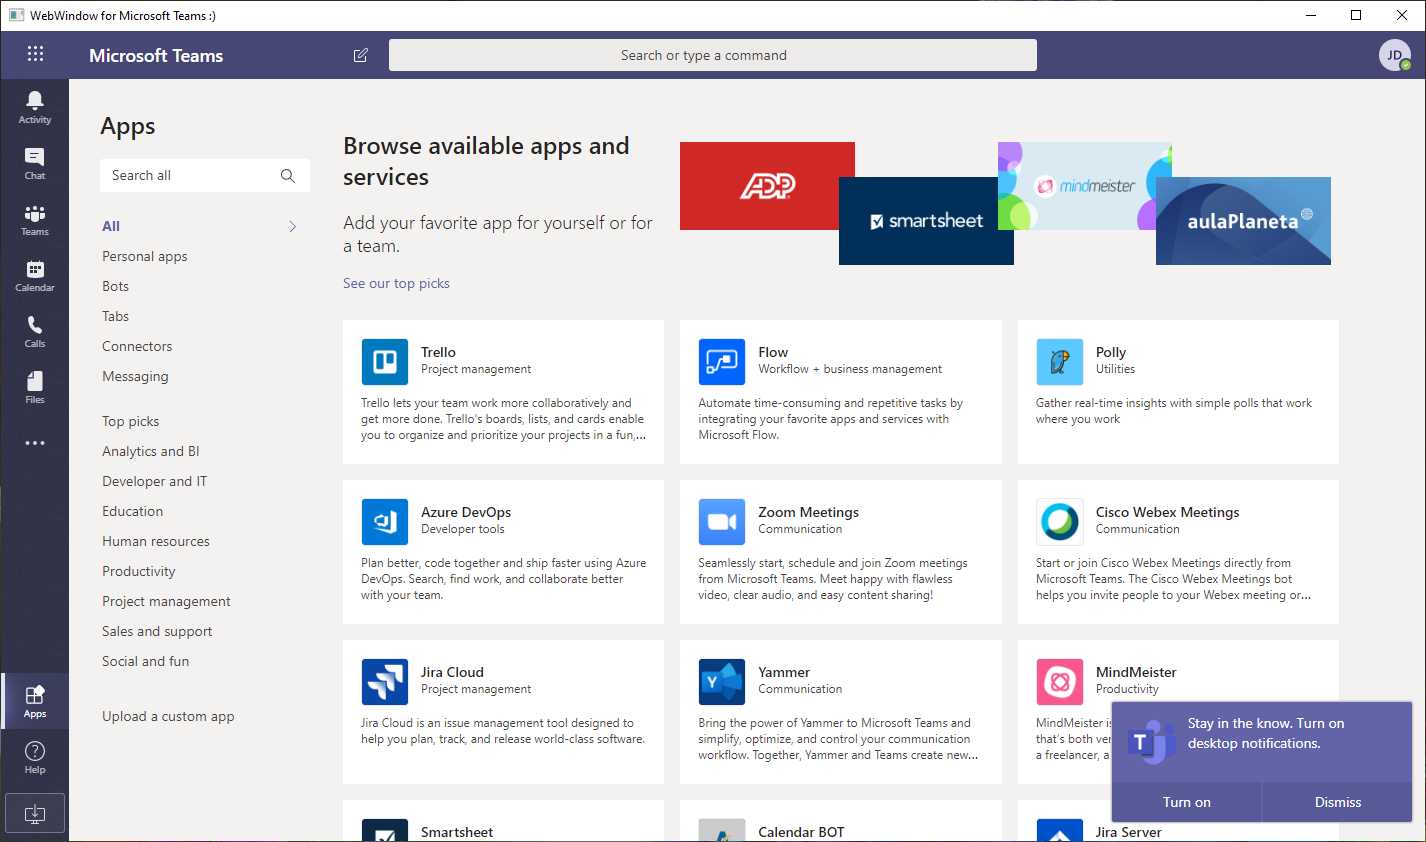 WebWindow for Microsoft Teams :)
Microsoft Teams
Search or type a command
JD
Activity
Chat
Teams
Calendar
Calls
Files
Apps
Help
Apps
Search all
All
Personal apps
Bots
Tabs
Connectors
Messaging
Top picks
Analytics and BI
Developer and IT
Education
Human resources
Productivity
Project management
Sales and support
Social and fun
Upload a custom app
Browse available apps and
services
Add your favorite app for yourself or for
a team.
See our top picks
ADP
smartsheet
mindmeister
aulaPlaneta
Trello
Project management
Trello lets your team work more collaboratively and
get more done. Trello's boards, lists, and cards enable
you to organize and prioritize your projects in a fun,...
Flow
Workflow + business management
Automate time-consuming and repetitive tasks by
integrating your favorite apps and services with
Microsoft Flow.
Polly
Utilities
Gather real-time insights with simple polls that work
where you work
Azure DevOps
Developer tools
Plan better, code together and ship faster using Azure
DevOps. Search, find work, and collaborate better
with your team.
Zoom Meetings
Communication
Seamlessly start, schedule and join Zoom meetings
from Microsoft Teams. Meet happy with flawless
video, clear audio, and easy content sharing!
Cisco Webex Meetings
Communication
Start or join Cisco Webex Meetings directly from
Microsoft Teams. The Cisco Webex Meetings bot
helps you invite people to your Webex meeting or...
Jira Cloud
Project management
Jira Cloud is an issue management tool designed to
help you plan, track, and release world-class software.
Yammer
Communication
Bring the power of Yammer to Microsoft Teams and
simplify, optimize, and control your communication
workflow. Together, Yammer and Teams create new...
MindMeister
Productivity
MindMeister is
that's both ver
a freelancer, a
Smartsheet
Calendar BOT
Jira Server
Stay in the know. Turn on
desktop notifications.
Turn on
Dismiss